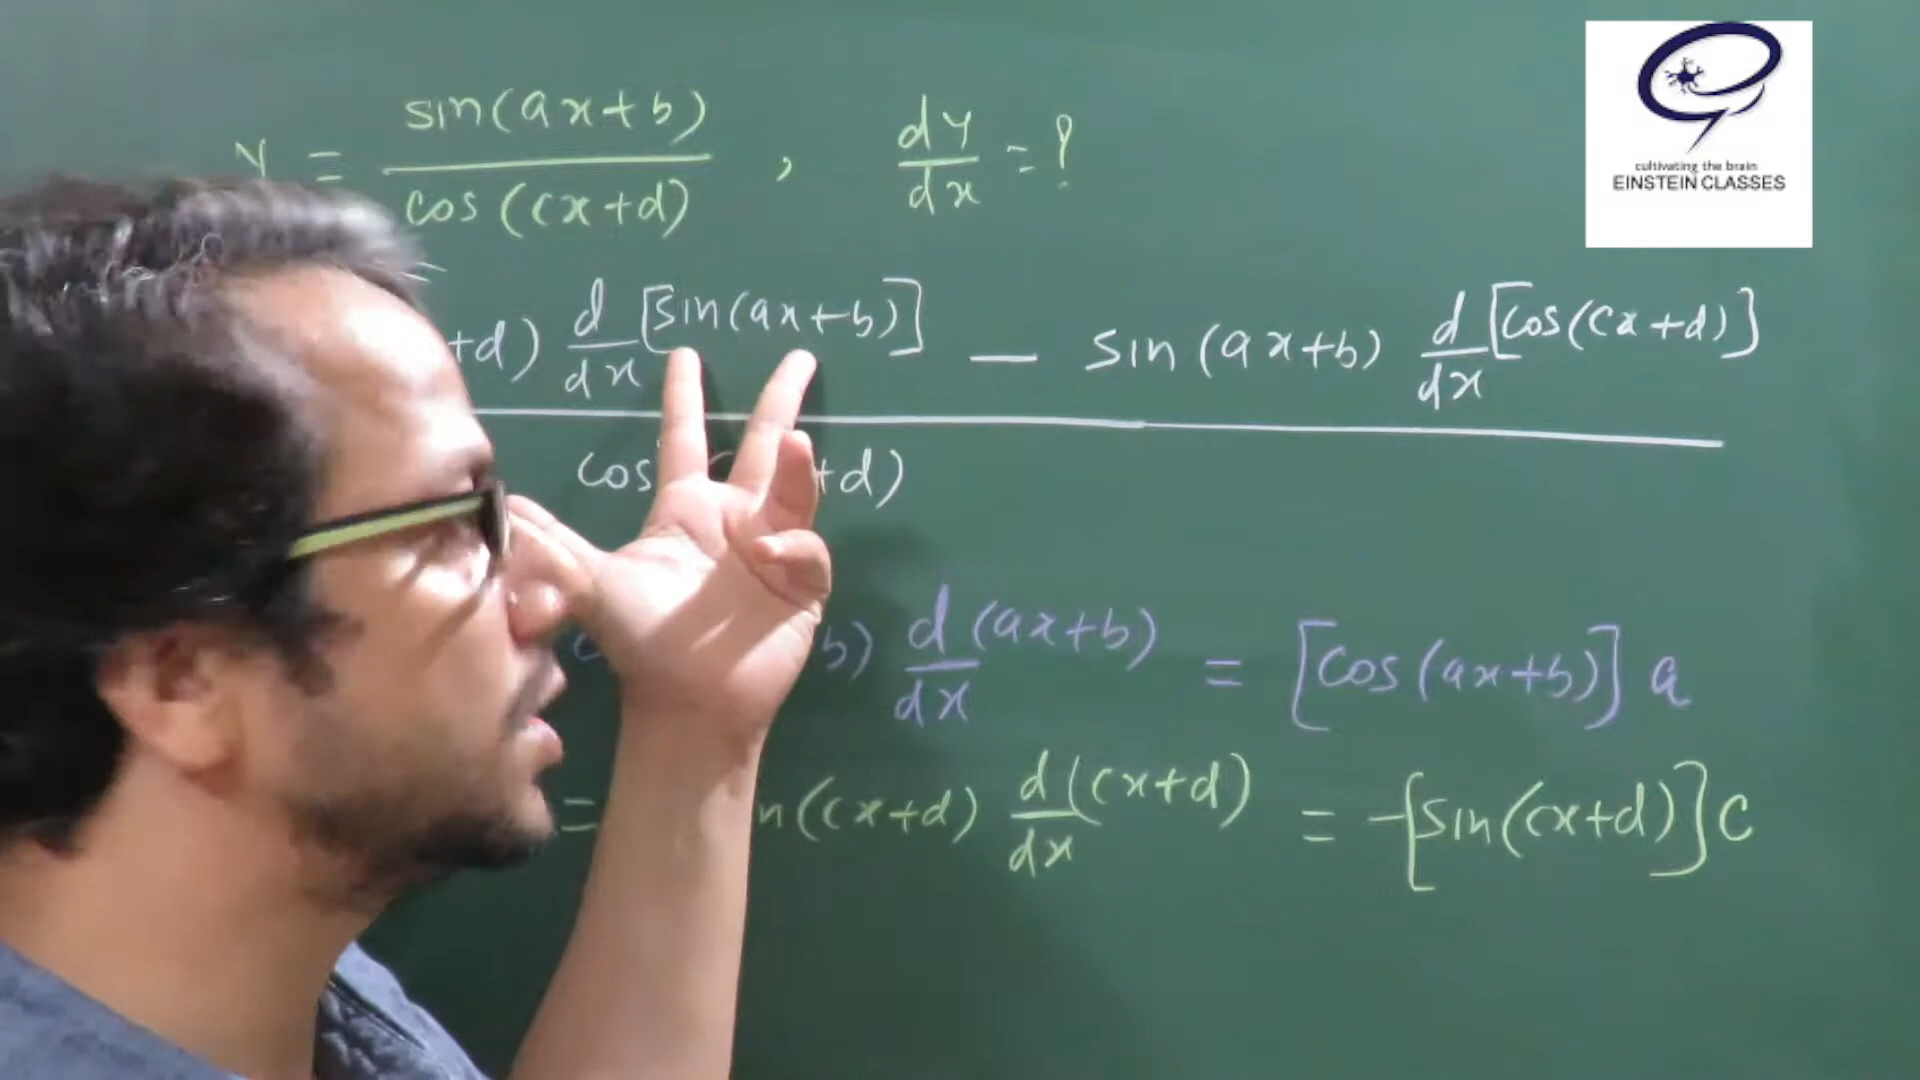 y = sin(ax+b) / cos(cx+d) , dy/dx = ?
cultivating the brain
EINSTEIN CLASSES
+d) d/dx [sin(ax+b)] — sin(ax+b) d/dx [cos(cx+d)]
cos +d)
b) d/dx (ax+b) = [cos(ax+b)] a
= n(cx+d) d/dx (cx+d) = -[sin(cx+d)] c